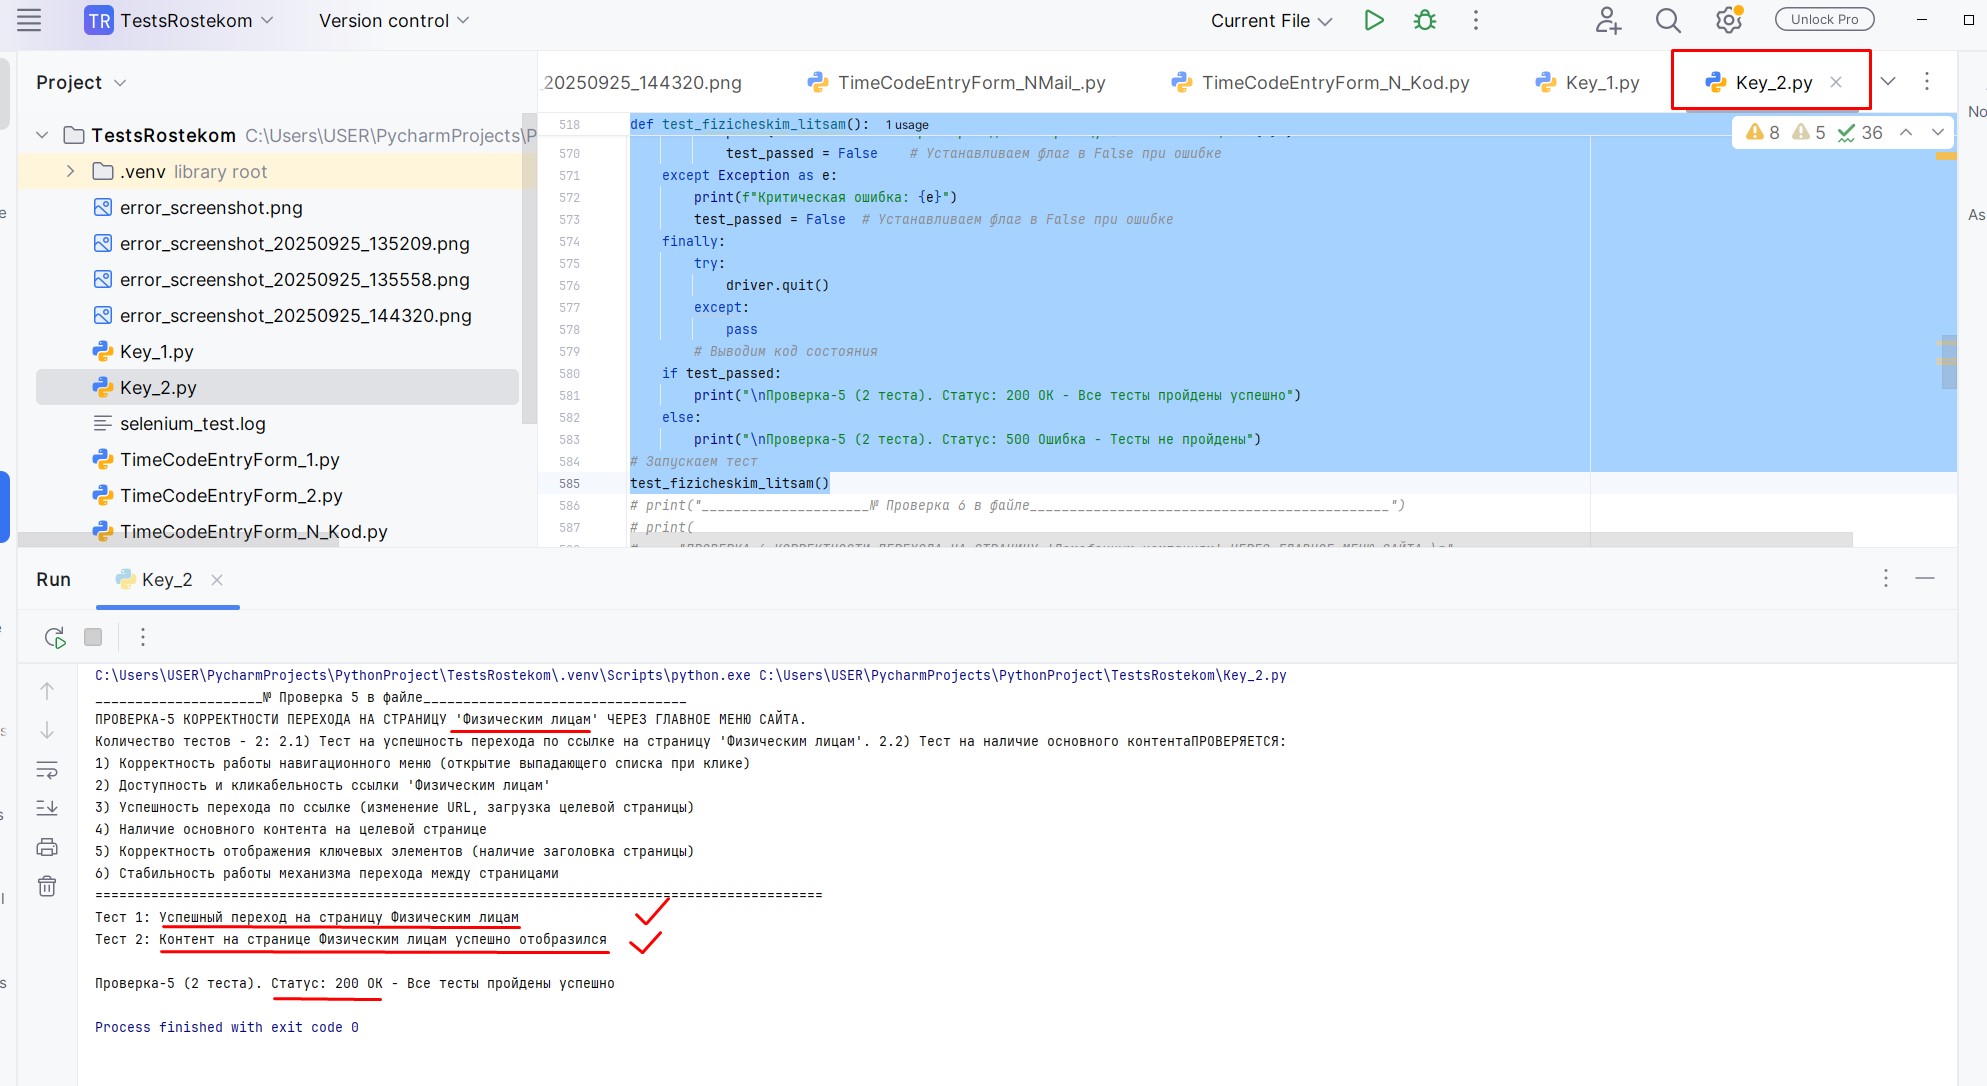 TR TestsRostekom Version control Current File Unlock Pro
Project
20250925_144320.png TimeCodeEntryForm_NMail_.py TimeCodeEntryForm_N_Kod.py Key_1.py Key_2.py
TestsRostekom C:\Users\USER\PycharmProjects\P
.venv library root
error_screenshot.png
error_screenshot_20250925_135209.png
error_screenshot_20250925_135558.png
error_screenshot_20250925_144320.png
Key_1.py
Key_2.py
selenium_test.log
TimeCodeEntryForm_1.py
TimeCodeEntryForm_2.py
TimeCodeEntryForm_N_Kod.py
518 def test_fizicheskim_litsam(): 1 usage
8 5 36
570 test_passed = False # Устанавливаем флаг в False при ошибке
571 except Exception as e:
572 print(f"Критическая ошибка: {e}")
573 test_passed = False # Устанавливаем флаг в False при ошибке
574 finally:
575 try:
576 driver.quit()
577 except:
578 pass
579 # Выводим код состояния
580 if test_passed:
581 print("\nПроверка-5 (2 теста). Статус: 200 OK - Все тесты пройдены успешно")
582 else:
583 print("\nПроверка-5 (2 теста). Статус: 500 Ошибка - Тесты не пройдены")
584 # Запускаем тест
585 test_fizicheskim_litsam()
586 # print("_____________________№ Проверка 6 в файле_____________________________________________")
587 # print(
No
As
Run Key_2
C:\Users\USER\PycharmProjects\PythonProject\TestsRostekom\.venv\Scripts\python.exe C:\Users\USER\PycharmProjects\PythonProject\TestsRostekom\Key_2.py
_____________________№ Проверка 5 в файле_________________________________
ПРОВЕРКА-5 КОРРЕКТНОСТИ ПЕРЕХОДА НА СТРАНИЦУ 'Физическим лицам' ЧЕРЕЗ ГЛАВНОЕ МЕНЮ САЙТА.
Количество тестов - 2: 2.1) Тест на успешность перехода по ссылке на страницу 'Физическим лицам'. 2.2) Тест на наличие основного контентаПРОВЕРЯЕТСЯ:
1) Корректность работы навигационного меню (открытие выпадающего списка при клике)
2) Доступность и кликабельность ссылки 'Физическим лицам'
3) Успешность перехода по ссылке (изменение URL, загрузка целевой страницы)
4) Наличие основного контента на целевой странице
5) Корректность отображения ключевых элементов (наличие заголовка страницы)
6) Стабильность работы механизма перехода между страницами
===========================================================================================
Тест 1: Успешный переход на страницу Физическим лицам
Тест 2: Контент на странице Физическим лицам успешно отобразился
Проверка-5 (2 теста). Статус: 200 OK - Все тесты пройдены успешно
Process finished with exit code 0